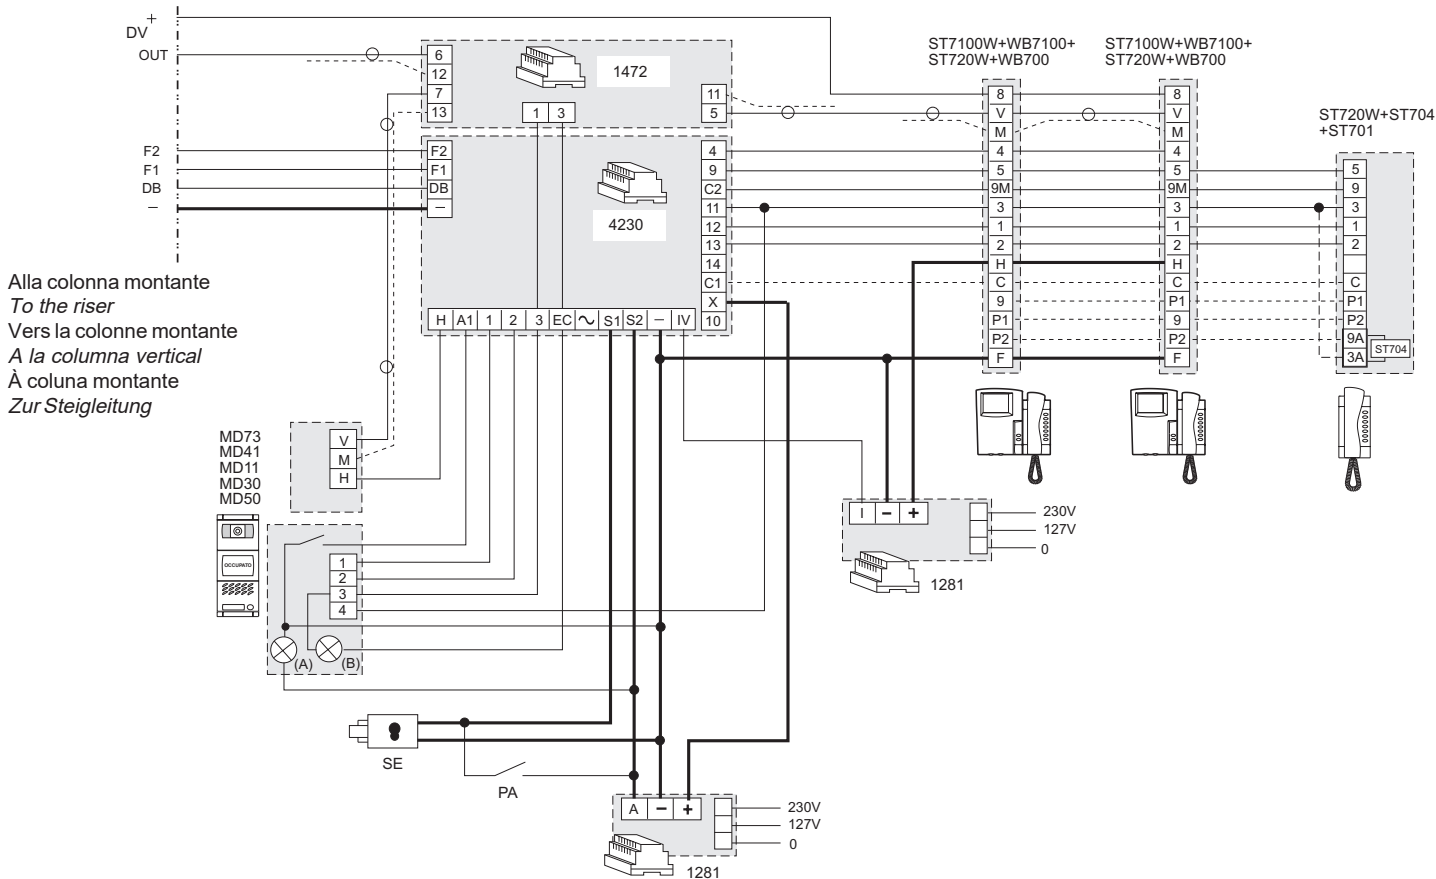 +
DV
OUT
F2
F1
DB
–
Alla colonna montante
To the riser
Vers la colonne montante
A la columna vertical
À coluna montante
Zur Steigleitung
6
12
7
13
1472
1 3
11
5
F2
F1
DB
–
4230
4
9
C2
11
12
13
14
C1
X
10
H A1 1 2 3 EC ~ S1 S2 – IV
ST7100W+WB7100+
ST720W+WB700
8
V
M
4
5
9M
3
1
2
H
C
9
P1
P2
F
ST7100W+WB7100+
ST720W+WB700
8
V
M
4
5
9M
3
1
2
H
C
P1
9
P2
F
ST720W+ST704
+ST701
5
9
3
1
2
C
P1
P2
9A
3A
ST704
MD73
MD41
MD11
MD30
MD50
V
M
H
OCCUPATO
1
2
3
4
(A)
(B)
SE
PA
I – +
230V
127V
0
1281
A – +
230V
127V
0
1281